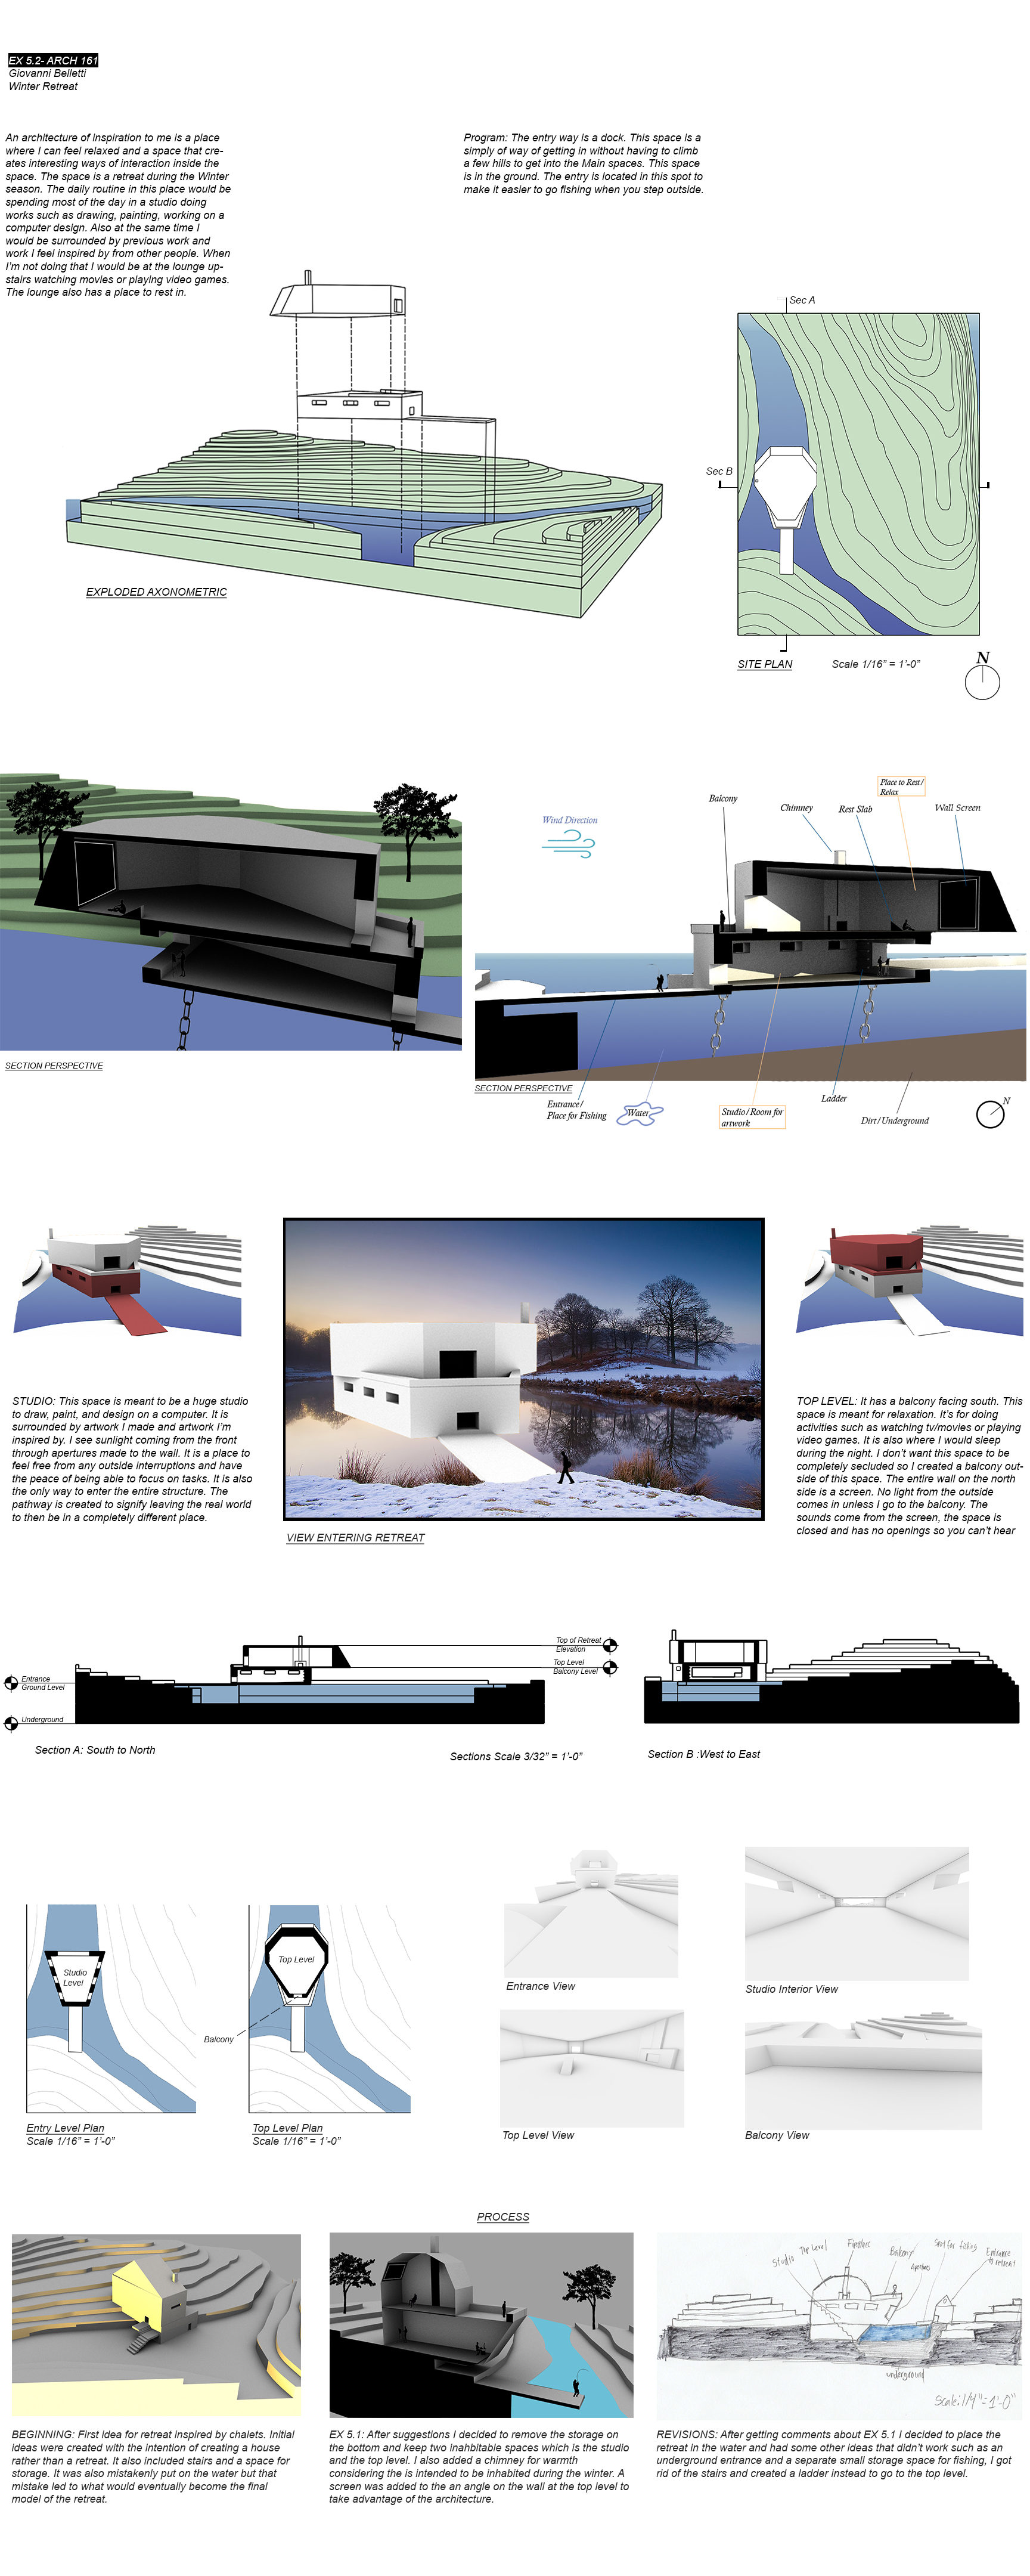 EX 5.2- ARCH 161
Giovanni Belletti
Winter Retreat
An architecture of inspiration to me is a place
where I can feel relaxed and a space that cre-
ates interesting ways of interaction inside the
space. The space is a retreat during the Winter
season. The daily routine in this place would be
spending most of the day in a studio doing
works such as drawing, painting, working on a
computer design. Also at the same time I
would be surrounded by previous work and
work I feel inspired by from other people. When
I'm not doing that I would be at the lounge up-
stairs watching movies or playing video games.
The lounge also has a place to rest in.
Program: The entry way is a dock. This space is a
simply of way of getting in without having to climb
a few hills to get into the Main spaces. This space
is in the ground. The entry is located in this spot to
make it easier to go fishing when you step outside.
EXPLODED AXONOMETRIC
Sec A
Sec B
SITE PLAN
Scale 1/16" = 1'-0"
N
SECTION PERSPECTIVE
Wind Direction
Balcony
Chimney
Rest Slab
Place to Rest/
Relax
Wall Screen
SECTION PERSPECTIVE
Entrance/
Place for Fishing
Water
Studio/Room for
artwork
Ladder
Dirt/Underground
N
STUDIO: This space is meant to be a huge studio
to draw, paint, and design on a computer. It is
surrounded by artwork I made and artwork I'm
inspired by. I see sunlight coming from the front
through apertures made to the wall. It is a place to
feel free from any outside interruptions and have
the peace of being able to focus on tasks. It is also
the only way to enter the entire structure. The
pathway is created to signify leaving the real world
to then be in a completely different place.
VIEW ENTERING RETREAT
TOP LEVEL: It has a balcony facing south. This
space is meant for relaxation. It's for doing
activities such as watching tv/movies or playing
video games. It is also where I would sleep
during the night. I don't want this space to be
completely secluded so I created a balcony out-
side of this space. The entire wall on the north
side is a screen. No light from the outside
comes in unless I go to the balcony. The
sounds come from the screen, the space is
closed and has no openings so you can't hear
Entrance
Ground Level
Underground
Top of Retreat
Elevation
Top Level
Balcony Level
Section A: South to North
Sections Scale 3/32" = 1'-0"
Section B :West to East
Studio
Level
Top Level
Balcony
Entry Level Plan
Scale 1/16" = 1'-0"
Top Level Plan
Scale 1/16" = 1'-0"
Entrance View
Studio Interior View
Top Level View
Balcony View
PROCESS
Studio
Top Level
Fireplace
Balcony
Apertures
Spot for fishing
Entrance
to retreat
underground
Scale: 1/4" = 1'-0"
BEGINNING: First idea for retreat inspired by chalets. Initial
ideas were created with the intention of creating a house
rather than a retreat. It also included stairs and a space for
storage. It was also mistakenly put on the water but that
mistake led to what would eventually become the final
model of the retreat.
EX 5.1: After suggestions I decided to remove the storage on
the bottom and keep two inahbitable spaces which is the studio
and the top level. I also added a chimney for warmth
considering the is intended to be inhabited during the winter. A
screen was added to the an angle on the wall at the top level to
take advantage of the architecture.
REVISIONS: After getting comments about EX 5.1 I decided to place the
retreat in the water and had some other ideas that didn't work such as an
underground entrance and a separate small storage space for fishing, I got
rid of the stairs and created a ladder instead to go to the top level.